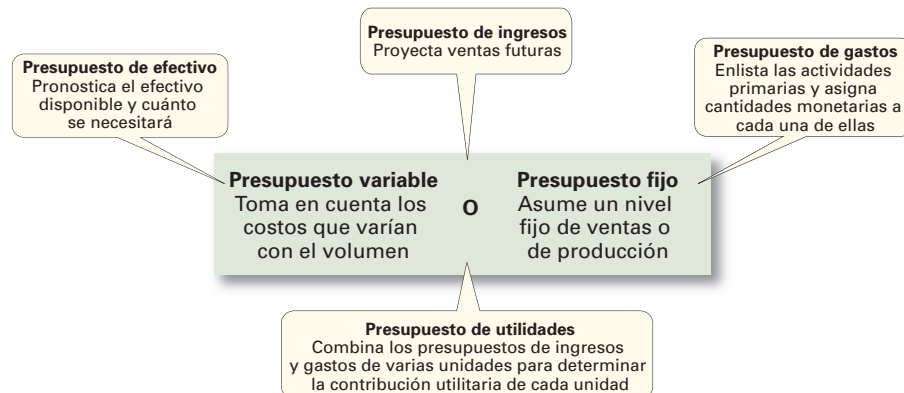 Presupuesto de ingresos
Proyecta ventas futuras
Presupuesto de efectivo
Pronostica el efectivo
disponible y cuánto
se necesitará
Presupuesto de gastos
Enlista las actividades
primarias y asigna
cantidades monetarias a
cada una de ellas
Presupuesto variable
Toma en cuenta los
costos que varían
con el volumen
O
Presupuesto fijo
Asume un nivel
fijo de ventas o
de producción
Presupuesto de utilidades
Combina los presupuestos de ingresos
y gastos de varias unidades para determinar
la contribución utilitaria de cada unidad